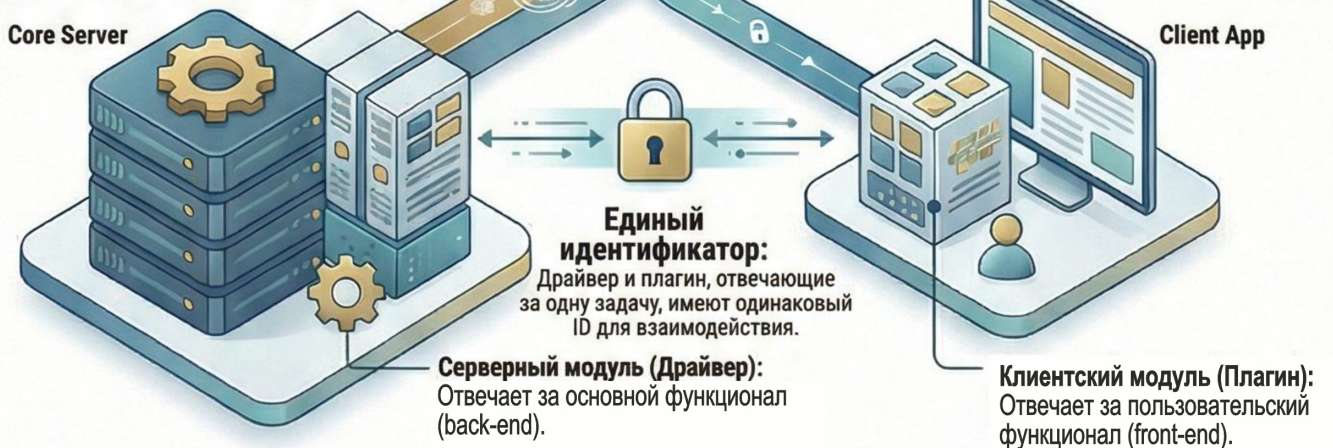 Core Server
Client App
Единый
идентификатор:
Драйвер и плагин, отвечающие
за одну задачу, имеют одинаковый
ID для взаимодействия.
Серверный модуль (Драйвер):
Отвечает за основной функционал
(back-end).
Клиентский модуль (Плагин):
Отвечает за пользовательский
функционал (front-end).